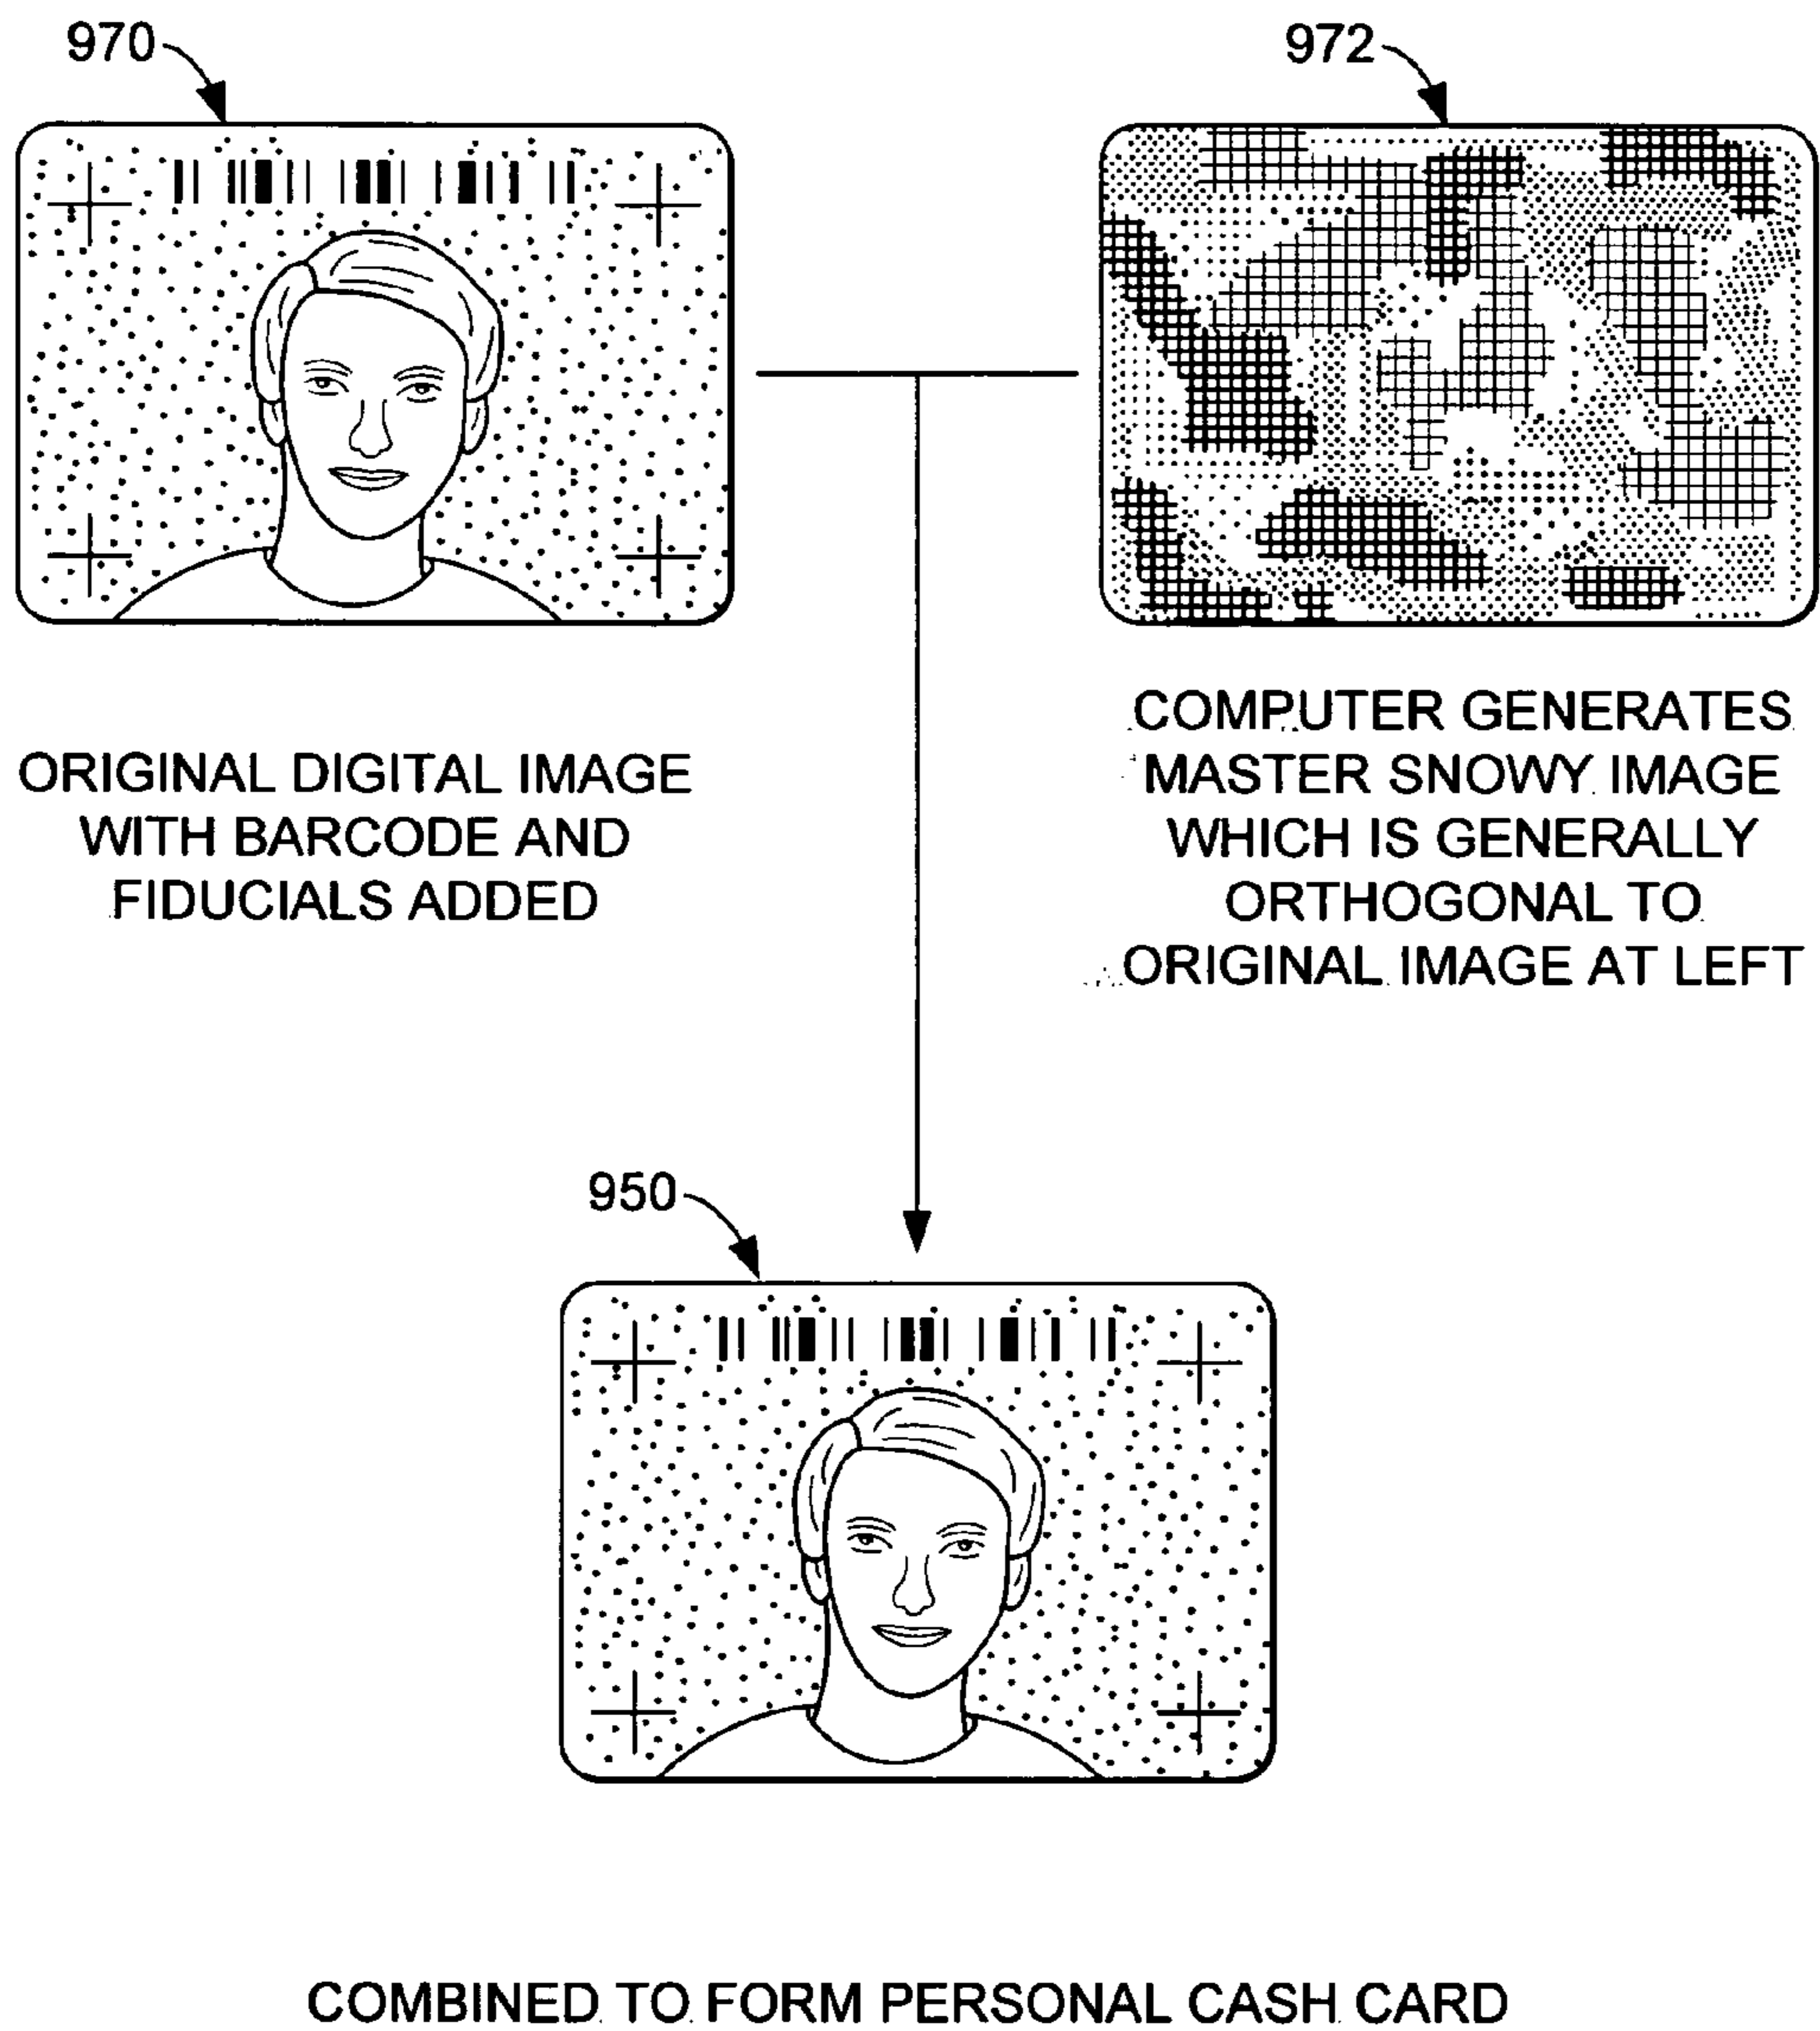 970
972
ORIGINAL DIGITAL IMAGE
WITH BARCODE AND
FIDUCIALS ADDED
COMPUTER GENERATES
MASTER SNOWY IMAGE
WHICH IS GENERALLY
ORTHOGONAL TO
ORIGINAL IMAGE AT LEFT
950
COMBINED TO FORM PERSONAL CASH CARD